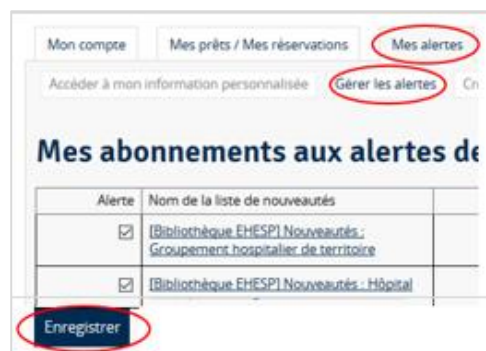 Mon compte Mes prêts / Mes réservations Mes alertes
Accéder à mon information personnalisée Gérer les alertes
Mes abonnements aux alertes de
Alerte Nom de la liste de nouveautés
[Bibliothèque EHESP] Nouveautés :
Groupement hospitalier de territoire
[Bibliothèque EHESP] Nouveautés : Hôpital
Enregistrer